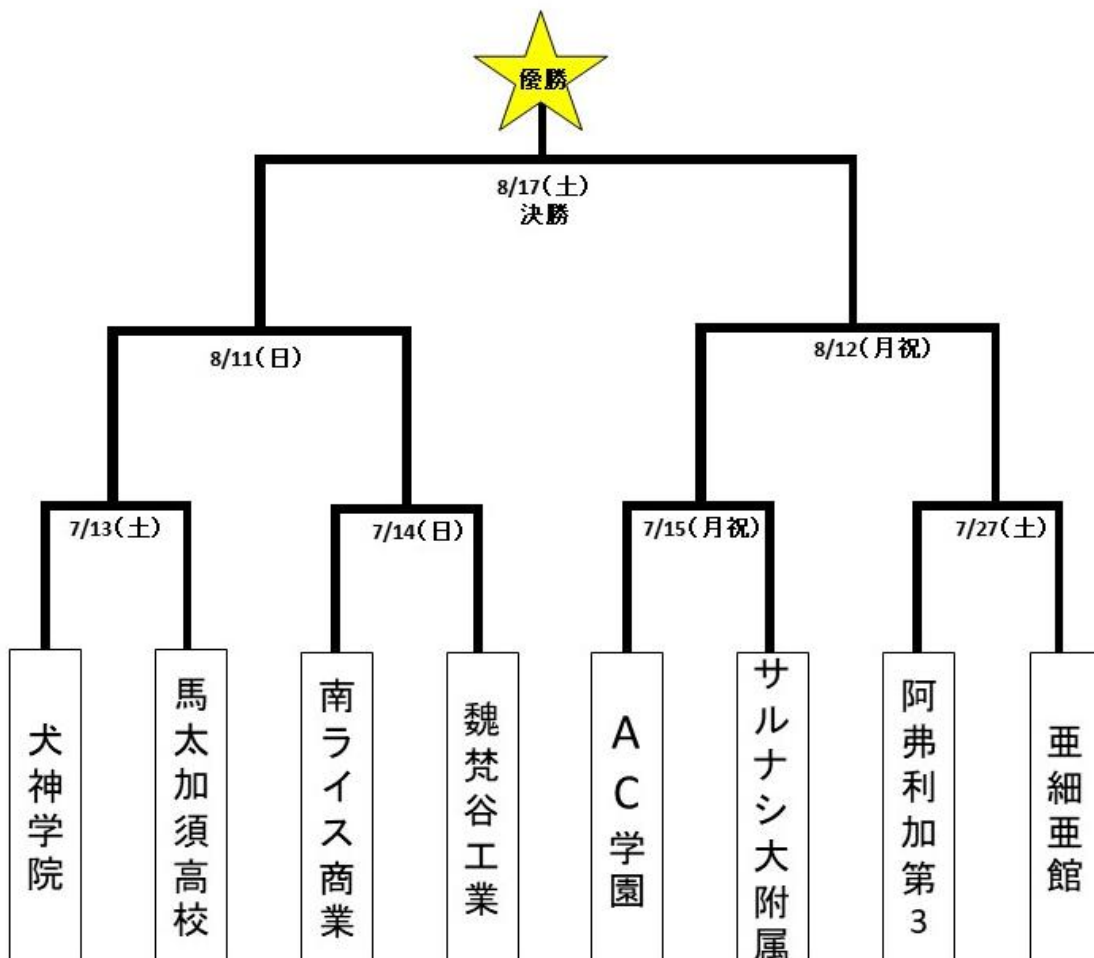 優勝
8/17(土)
決勝
8/11(日)
8/12(月祝)
7/13(土)
7/14(日)
7/15(月祝)
7/27(土)
犬神学院
馬太加須高校
南ライス商業
魏梵谷工業
AC学園
サルナシ大附属
阿弗利加第3
亜細亜館